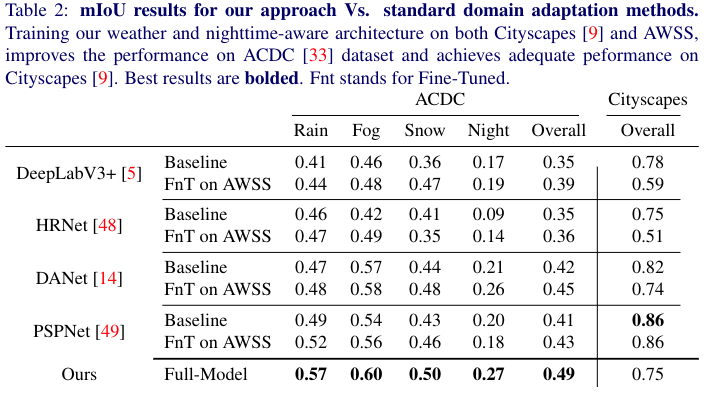 Table 2: mIoU results for our approach Vs. standard domain adaptation methods.
Training our weather and nighttime-aware architecture on both Cityscapes [9] and AWSS,
improves the performance on ACDC [33] dataset and achieves adequate peformance on
Cityscapes [9]. Best results are bolded. Fnt stands for Fine-Tuned.
ACDC Cityscapes
Rain Fog Snow Night Overall Overall
DeepLabV3+ [5] Baseline 0.41 0.46 0.36 0.17 0.35 0.78
FnT on AWSS 0.44 0.48 0.47 0.19 0.39 0.59
HRNet [48] Baseline 0.46 0.42 0.41 0.09 0.35 0.75
FnT on AWSS 0.47 0.49 0.35 0.14 0.36 0.51
DANet [14] Baseline 0.47 0.57 0.44 0.21 0.42 0.82
FnT on AWSS 0.48 0.58 0.48 0.26 0.45 0.74
PSPNet [49] Baseline 0.49 0.54 0.43 0.20 0.41 0.86
FnT on AWSS 0.52 0.56 0.46 0.18 0.43 0.86
Ours Full-Model 0.57 0.60 0.50 0.27 0.49 0.75